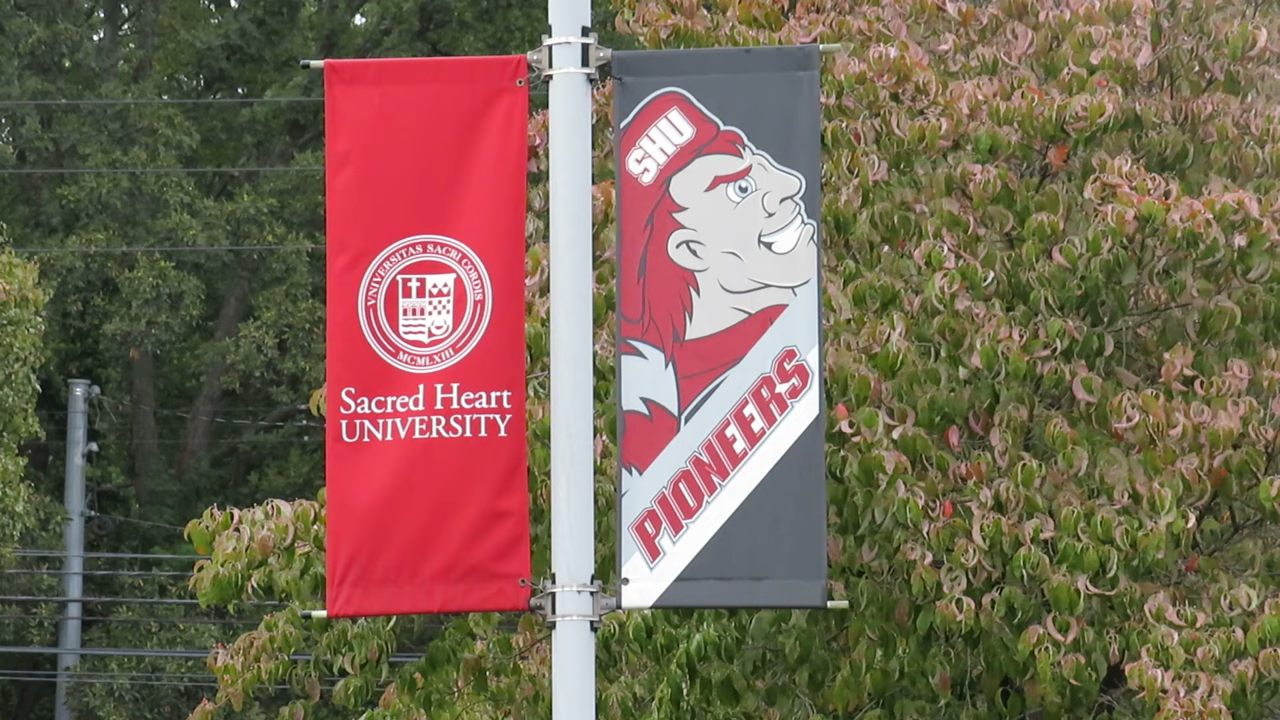 VNIVERSITAS SACRI CORDIS
MCMLXIII
Sacred Heart
UNIVERSITY
SHU
PIONEERS